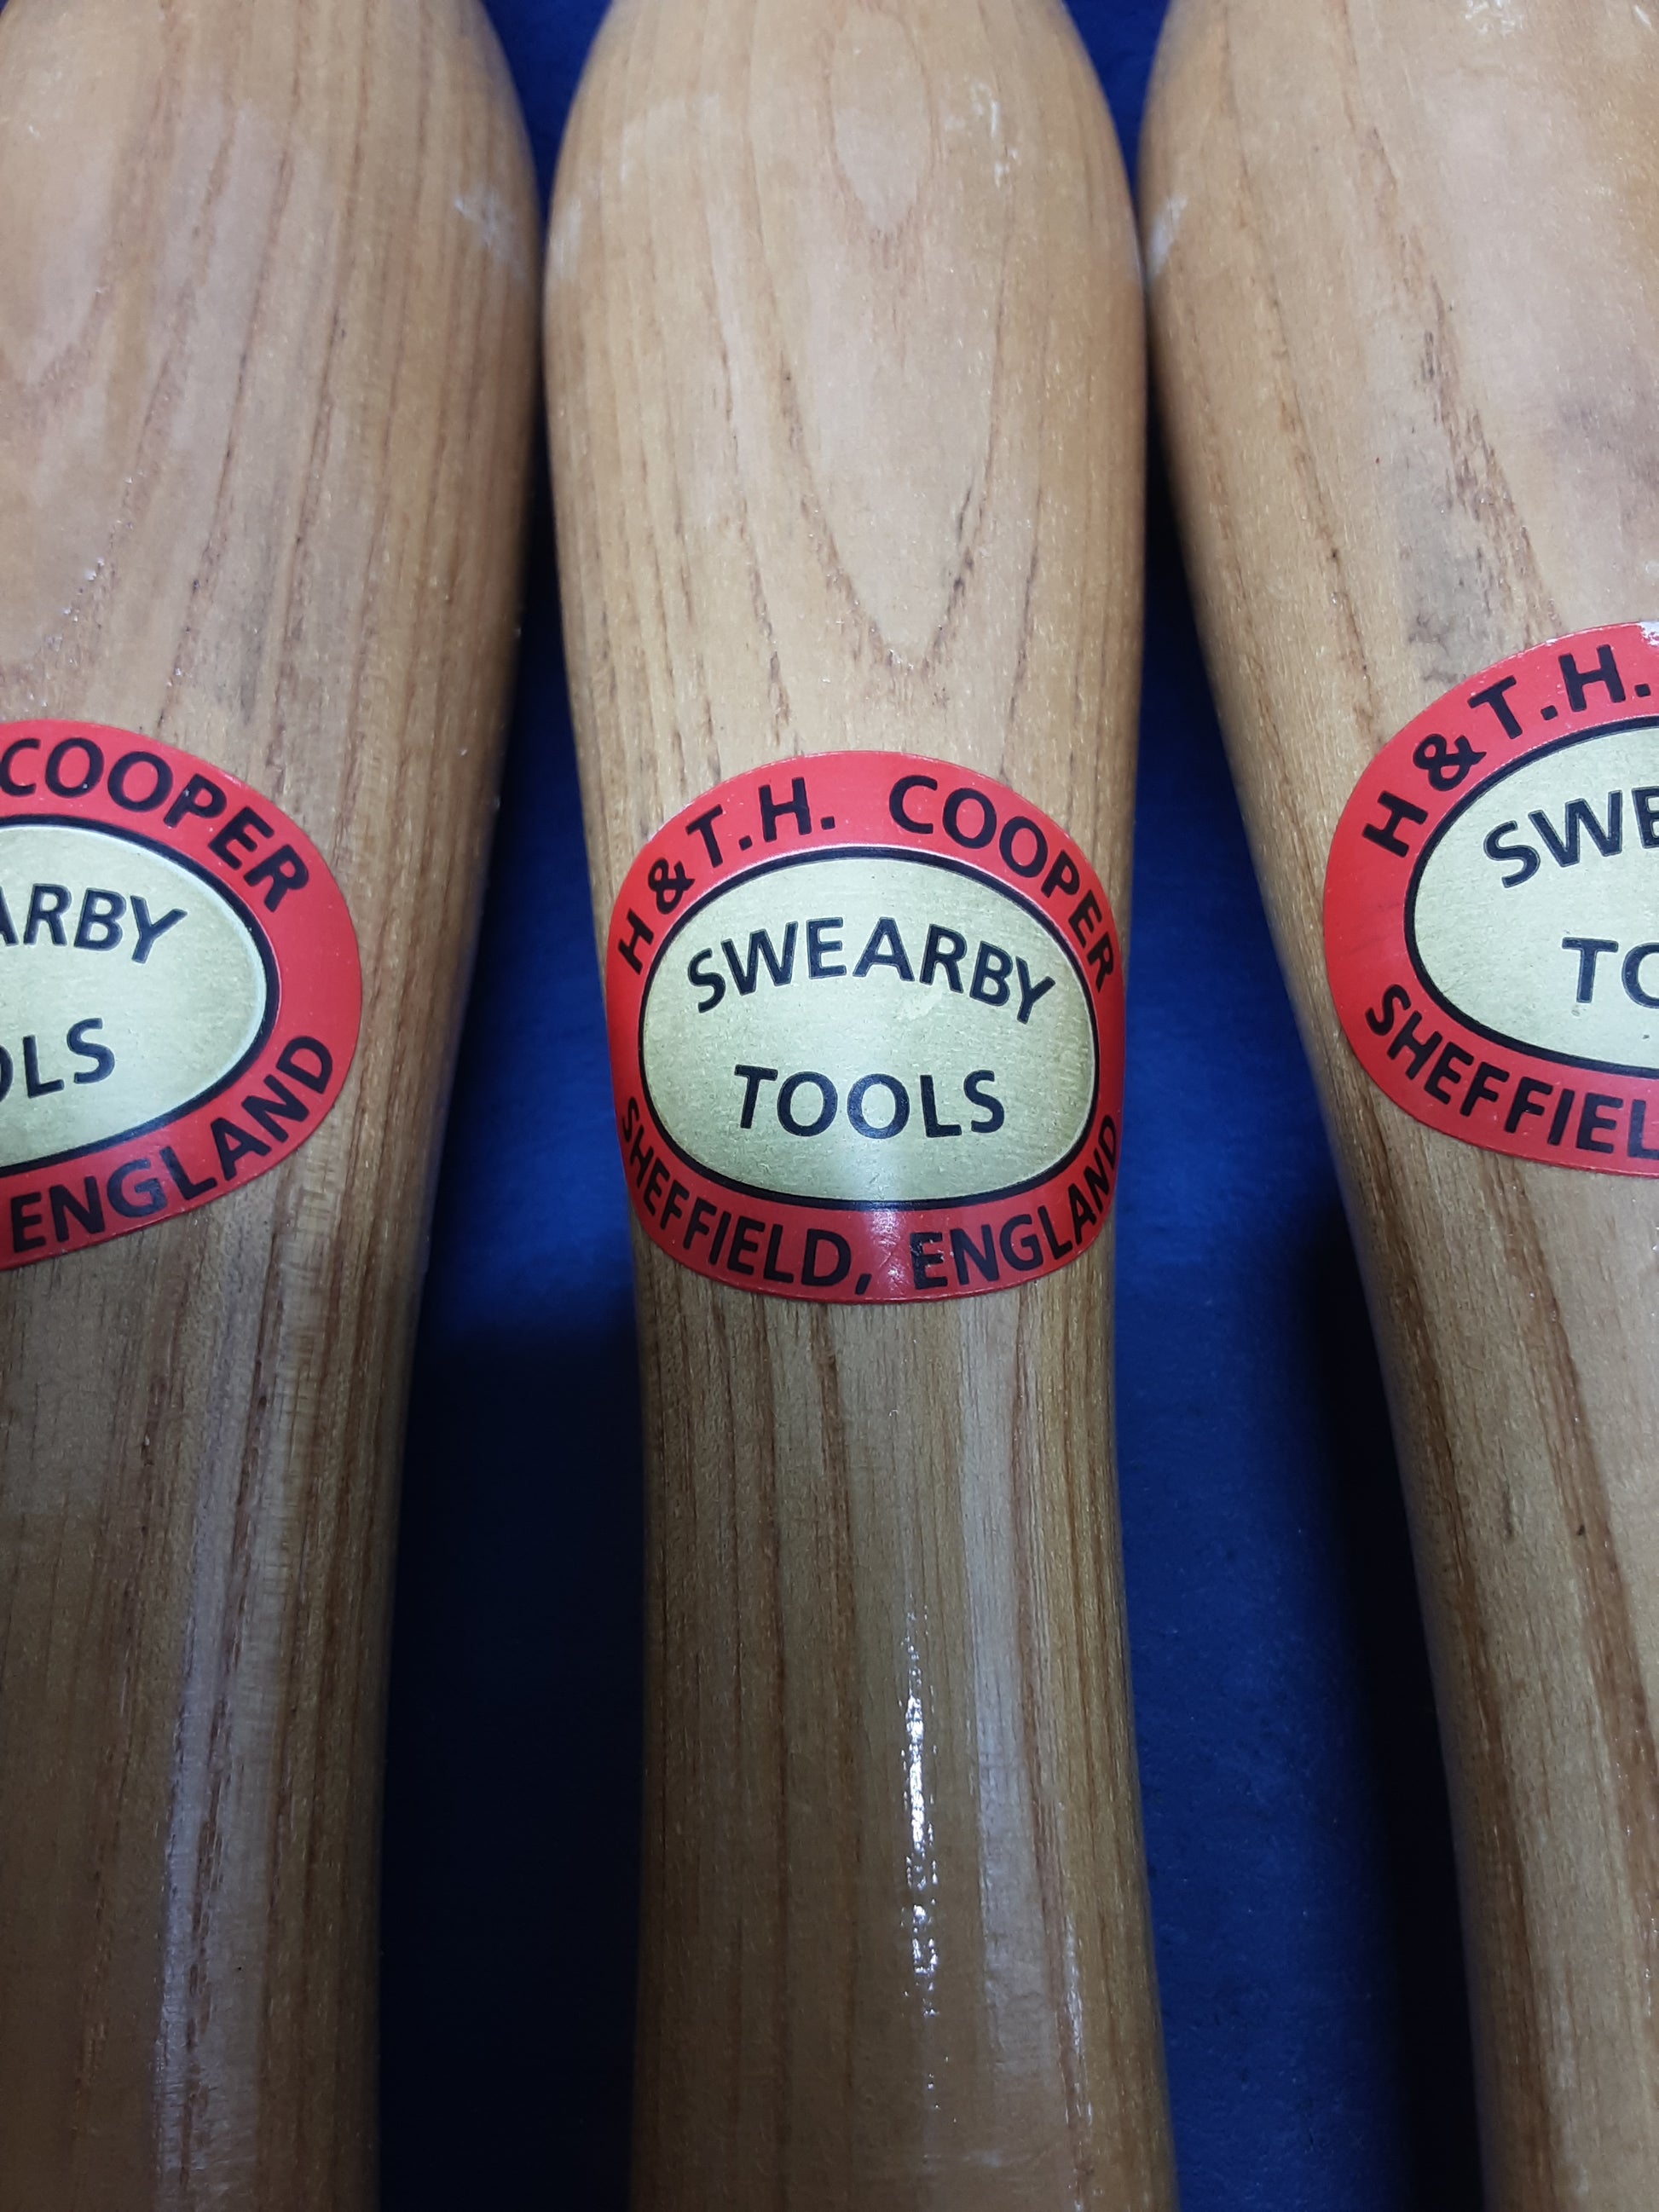 COOPER
ARBY
OLS
ENGLAND
H & T.H. COOPER
SWEARBY
TOOLS
SHEFFIELD, ENGLAND
H & T.H.
SWE
TO
SHEFFIEL